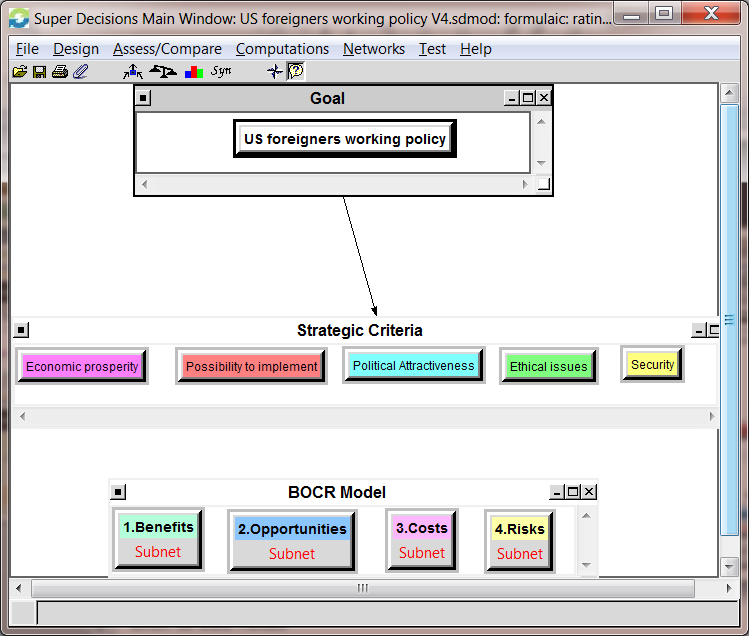 Super Decisions Main Window: US foreigners working policy V4.sdmod: formulaic: ratin...
File Design Assess/Compare Computations Networks Test Help
Syn
Goal
US foreigners working policy
Strategic Criteria
Economic prosperity Possibility to implement Political Attractiveness Ethical issues Security
BOCR Model
1.Benefits 2.Opportunities 3.Costs 4.Risks
Subnet Subnet Subnet Subnet